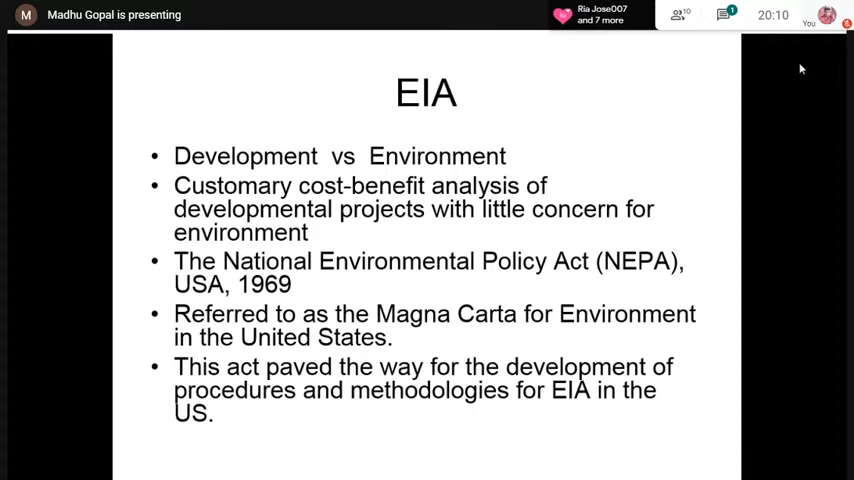 M Madhu Gopal is presenting
Ria Jose007
and 7 more
10
1
20:10
You
EIA
• Development vs Environment
• Customary cost-benefit analysis of
developmental projects with little concern for
environment
• The National Environmental Policy Act (NEPA),
USA, 1969
• Referred to as the Magna Carta for Environment
in the United States.
• This act paved the way for the development of
procedures and methodologies for EIA in the
US.